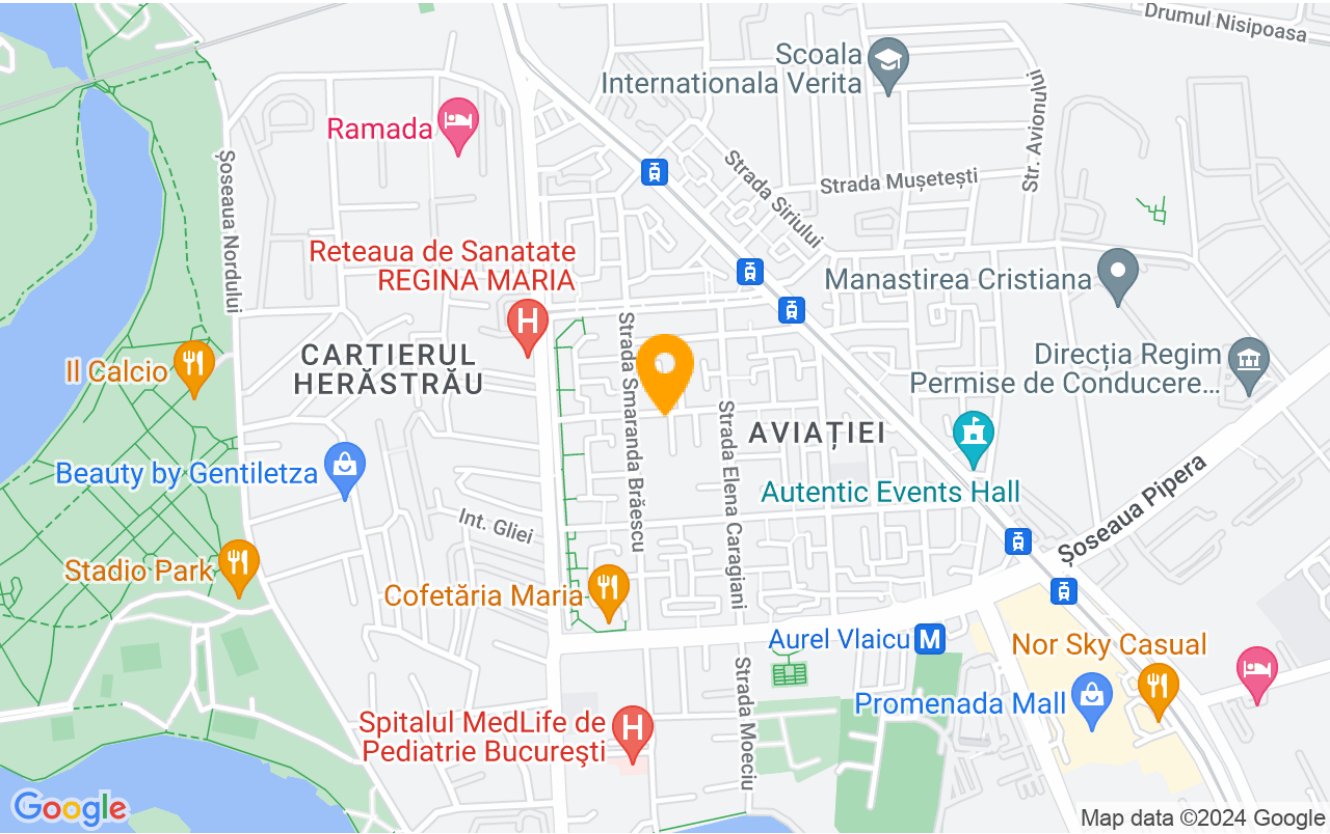 Drumul Nisipoasa
Scoala
Internationala Verita
Ramada
Str. Avionului
Șoseaua Nordului
Strada Siriului
Strada Mușetești
Reteaua de Sanatate
REGINA MARIA
Manastirea Cristiana
Strada Smaranda Brăescu
CARTIERUL
HERĂSTRĂU
Il Calcio
Direcția Regim
Permise de Conducere...
Strada Elena Caragiani
AVIAȚIEI
Beauty by Gentiletza
Autentic Events Hall
Șoseaua Pipera
Int. Gliei
Stadio Park
Cofetăria Maria
Aurel Vlaicu M
Nor Sky Casual
Strada Moeciu
Promenada Mall
Spitalul MedLife de
Pediatrie Bucureşti
Google
Map data ©2024 Google